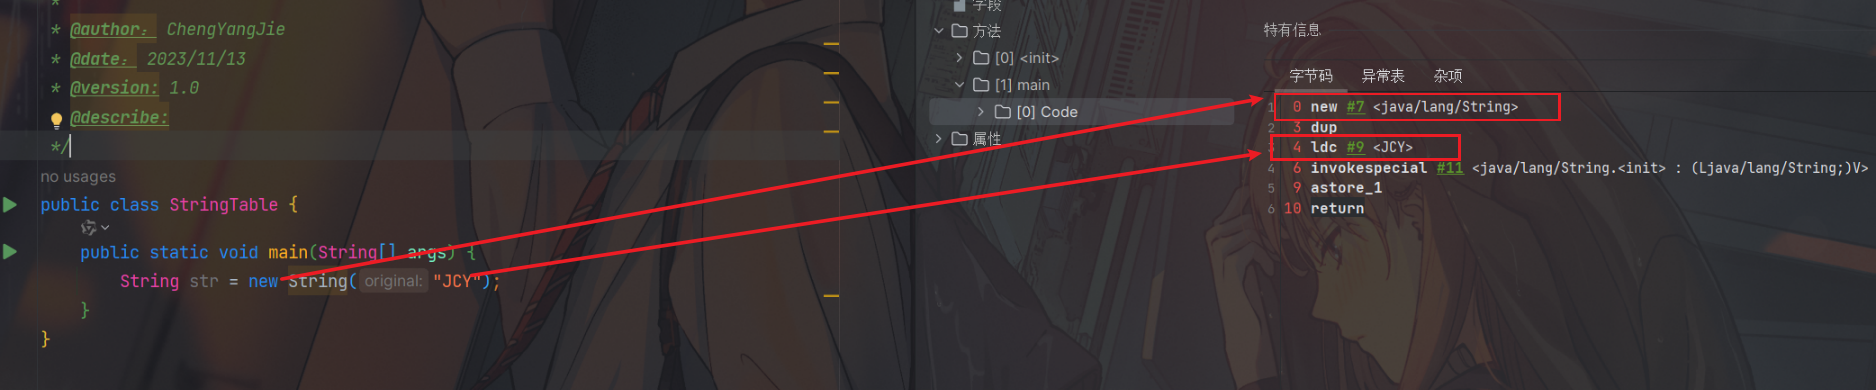 *
* @author： ChengYangJie
* @date： 2023/11/13
* @version: 1.0
* @describe:
*/
no usages
public class StringTable {
public static void main(String[] args) {
String str = new String( original: "JCY");
}
}
字段
方法
[0] <init>
[1] main
[0] Code
属性
特有信息
字节码 异常表 杂项
1 0 new #7 <java/lang/String>
2 3 dup
3 4 ldc #9 <JCY>
4 6 invokespecial #11 <java/lang/String.<init> : (Ljava/lang/String;)V>
5 9 astore_1
6 10 return